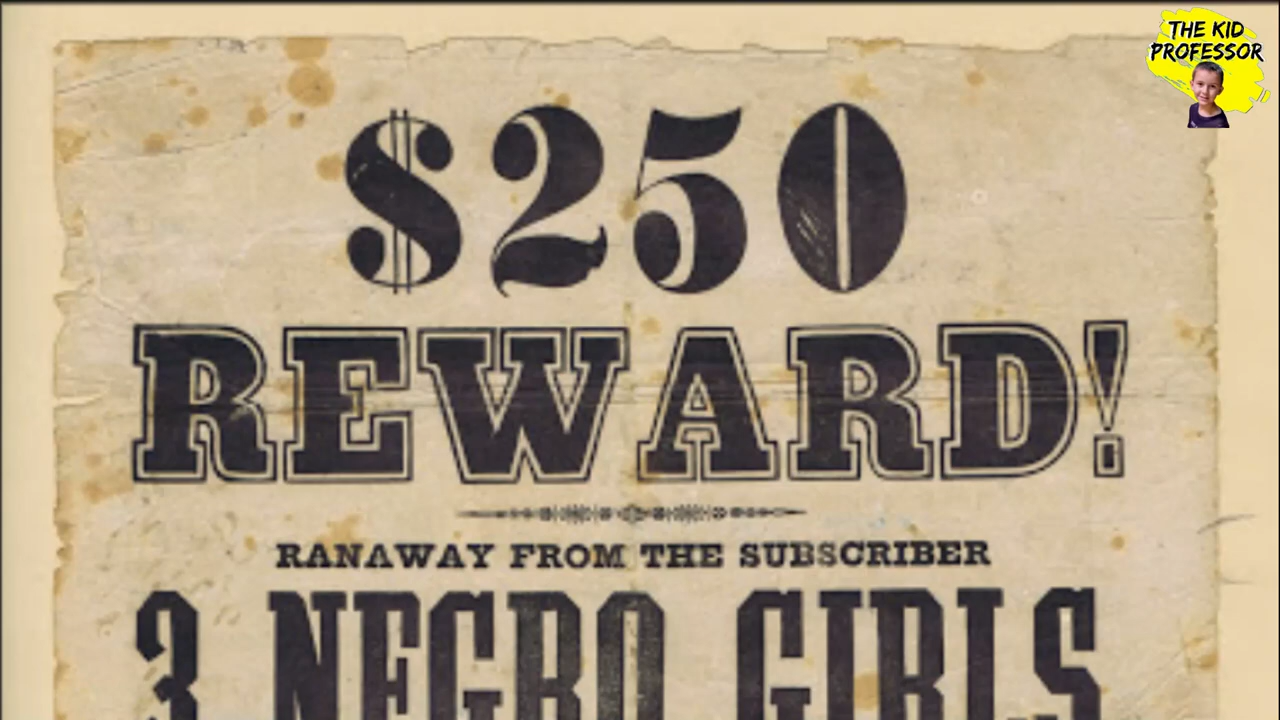 THE KID
PROFESSOR
$250
REWARD!
RANAWAY FROM THE SUBSCRIBER
3 NEGRO GIRLS